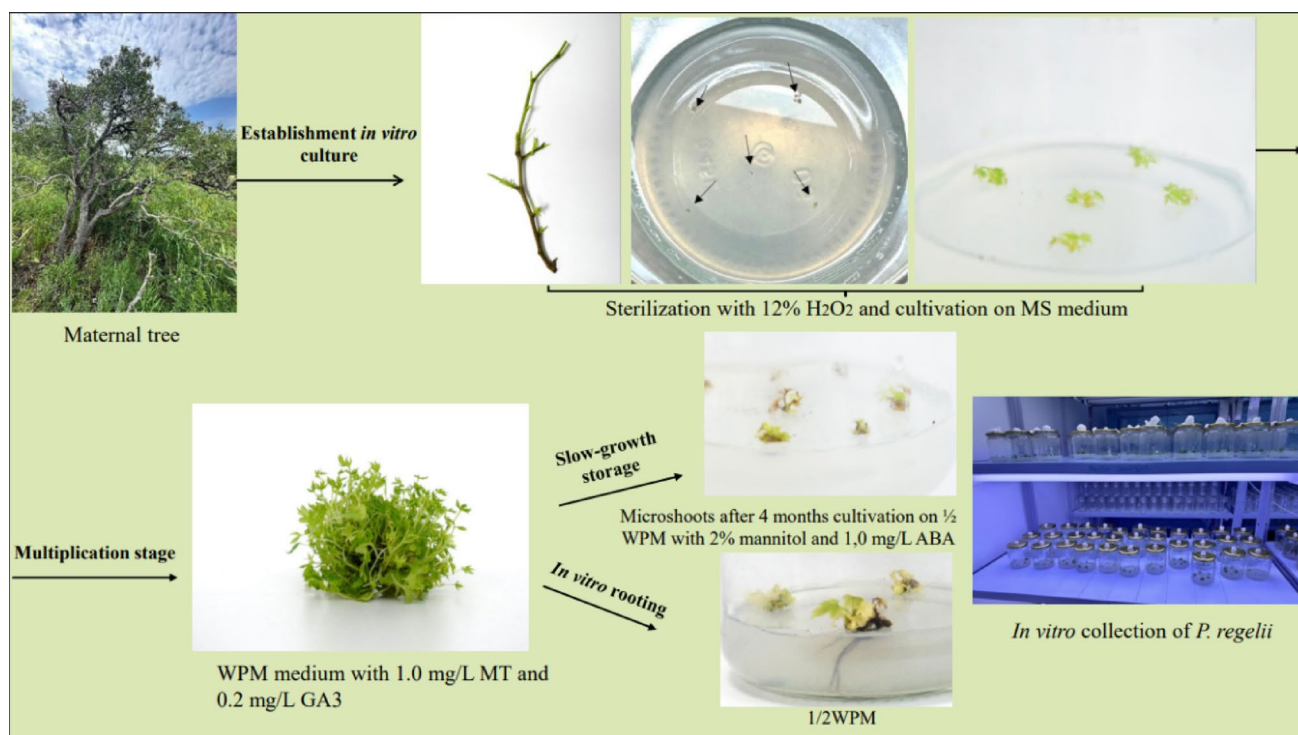 Establishment in vitro
culture
Maternal tree
Sterilization with 12% H2O2 and cultivation on MS medium
Multiplication stage
WPM medium with 1.0 mg/L MT and
0.2 mg/L GA3
Slow-growth
storage
Microshoots after 4 months cultivation on ½
WPM with 2% mannitol and 1,0 mg/L ABA
In vitro rooting
1/2WPM
In vitro collection of P. regelii